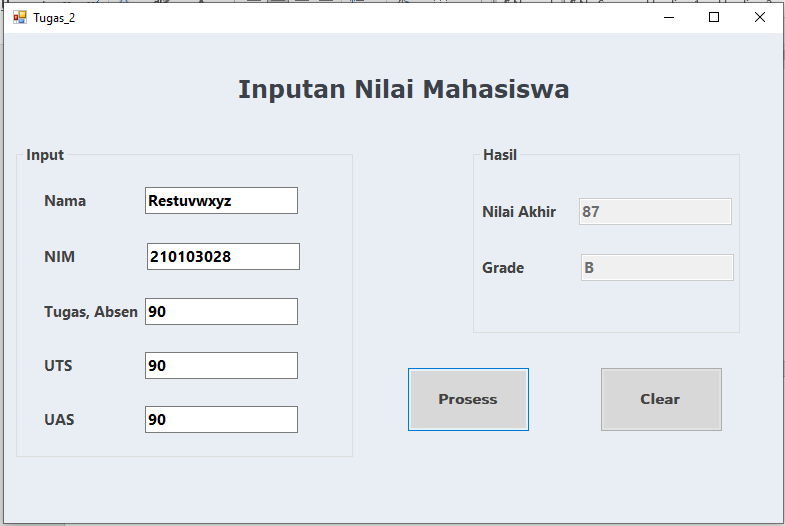 Tugas_2
Inputan Nilai Mahasiswa
Input
Nama Restuvwxyz
NIM 210103028
Tugas, Absen 90
UTS 90
UAS 90
Hasil
Nilai Akhir 87
Grade B
Prosess Clear